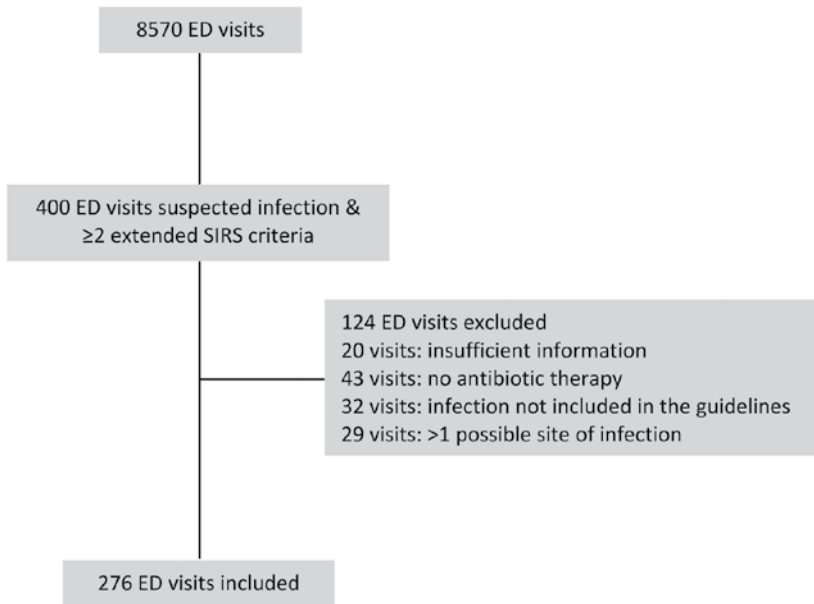 8570 ED visits
400 ED visits suspected infection &
≥2 extended SIRS criteria
124 ED visits excluded
20 visits: insufficient information
43 visits: no antibiotic therapy
32 visits: infection not included in the guidelines
29 visits: >1 possible site of infection
276 ED visits included